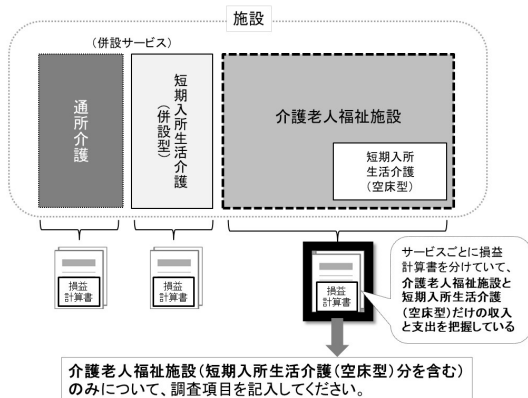 施設
（併設サービス）
通所介護
短期入所生活介護
（併設型）
介護老人福祉施設
短期入所
生活介護
（空床型）
損益
計算書
損益
計算書
損益
計算書
サービスごとに損益
計算書を分けていて、
介護老人福祉施設と
短期入所生活介護
（空床型）だけの収入
と支出を把握している
介護老人福祉施設（短期入所生活介護（空床型）分を含む）
のみについて、調査項目を記入してください。